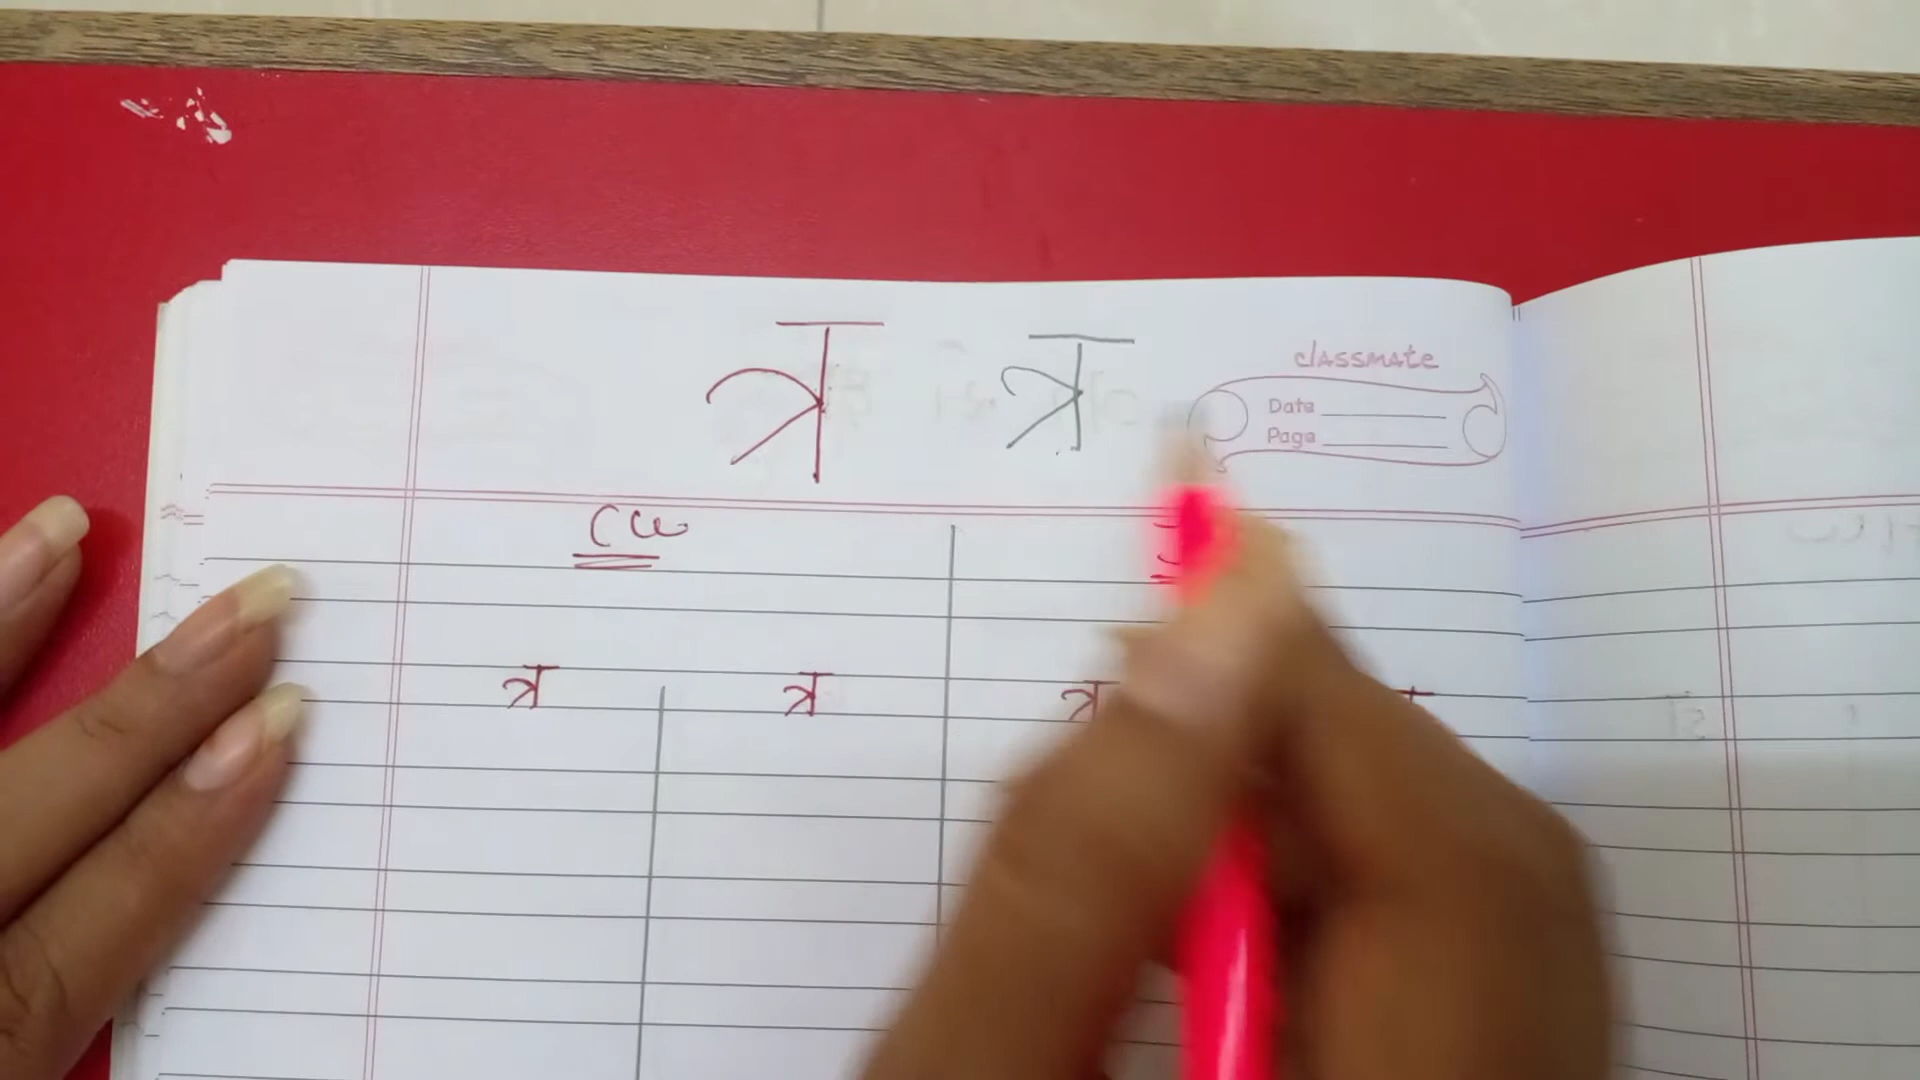 त्र त्र
classmate
Date
Page
CW
त्र त्र त्र